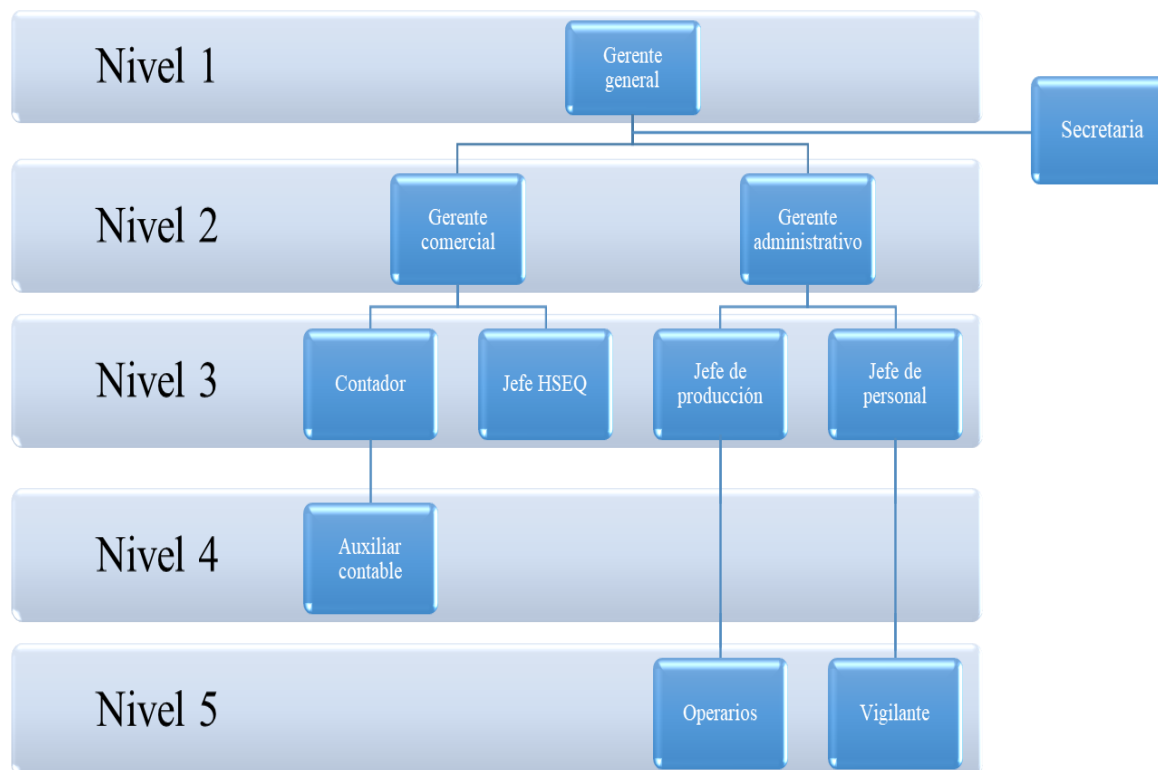 Nivel 1
Gerente
general
Secretaria
Nivel 2
Gerente
comercial
Gerente
administrativo
Nivel 3
Contador
Jefe HSEQ
Jefe de
producción
Jefe de
personal
Nivel 4
Auxiliar
contable
Nivel 5
Operarios
Vigilante